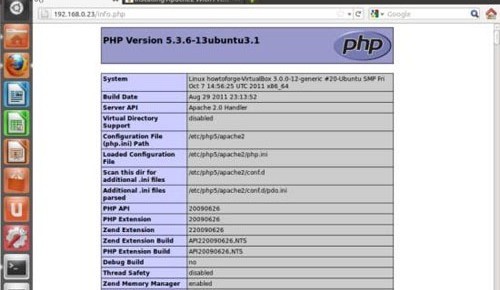 192.168.0.23/info.php
Google
PHP Version 5.3.6-13ubuntu3.1
php
System Linux howtoforge-VirtualBox 3.0.0-12-generic #20-Ubuntu SMP Fri
Oct 7 14:56:25 UTC 2011 x86_64
Build Date Aug 29 2011 23:13:52
Server API Apache 2.0 Handler
Virtual Directory
Support disabled
Configuration File
(php.ini) Path /etc/php5/apache2
Loaded Configuration
File /etc/php5/apache2/php.ini
Scan this dir for
additional .ini files /etc/php5/apache2/conf.d
Additional .ini files
parsed /etc/php5/apache2/conf.d/pdo.ini
PHP API 20090626
PHP Extension 20090626
Zend Extension 220090626
Zend Extension Build API220090626,NTS
PHP Extension Build API20090626,NTS
Debug Build no
Thread Safety disabled
Zend Memory Manager enabled